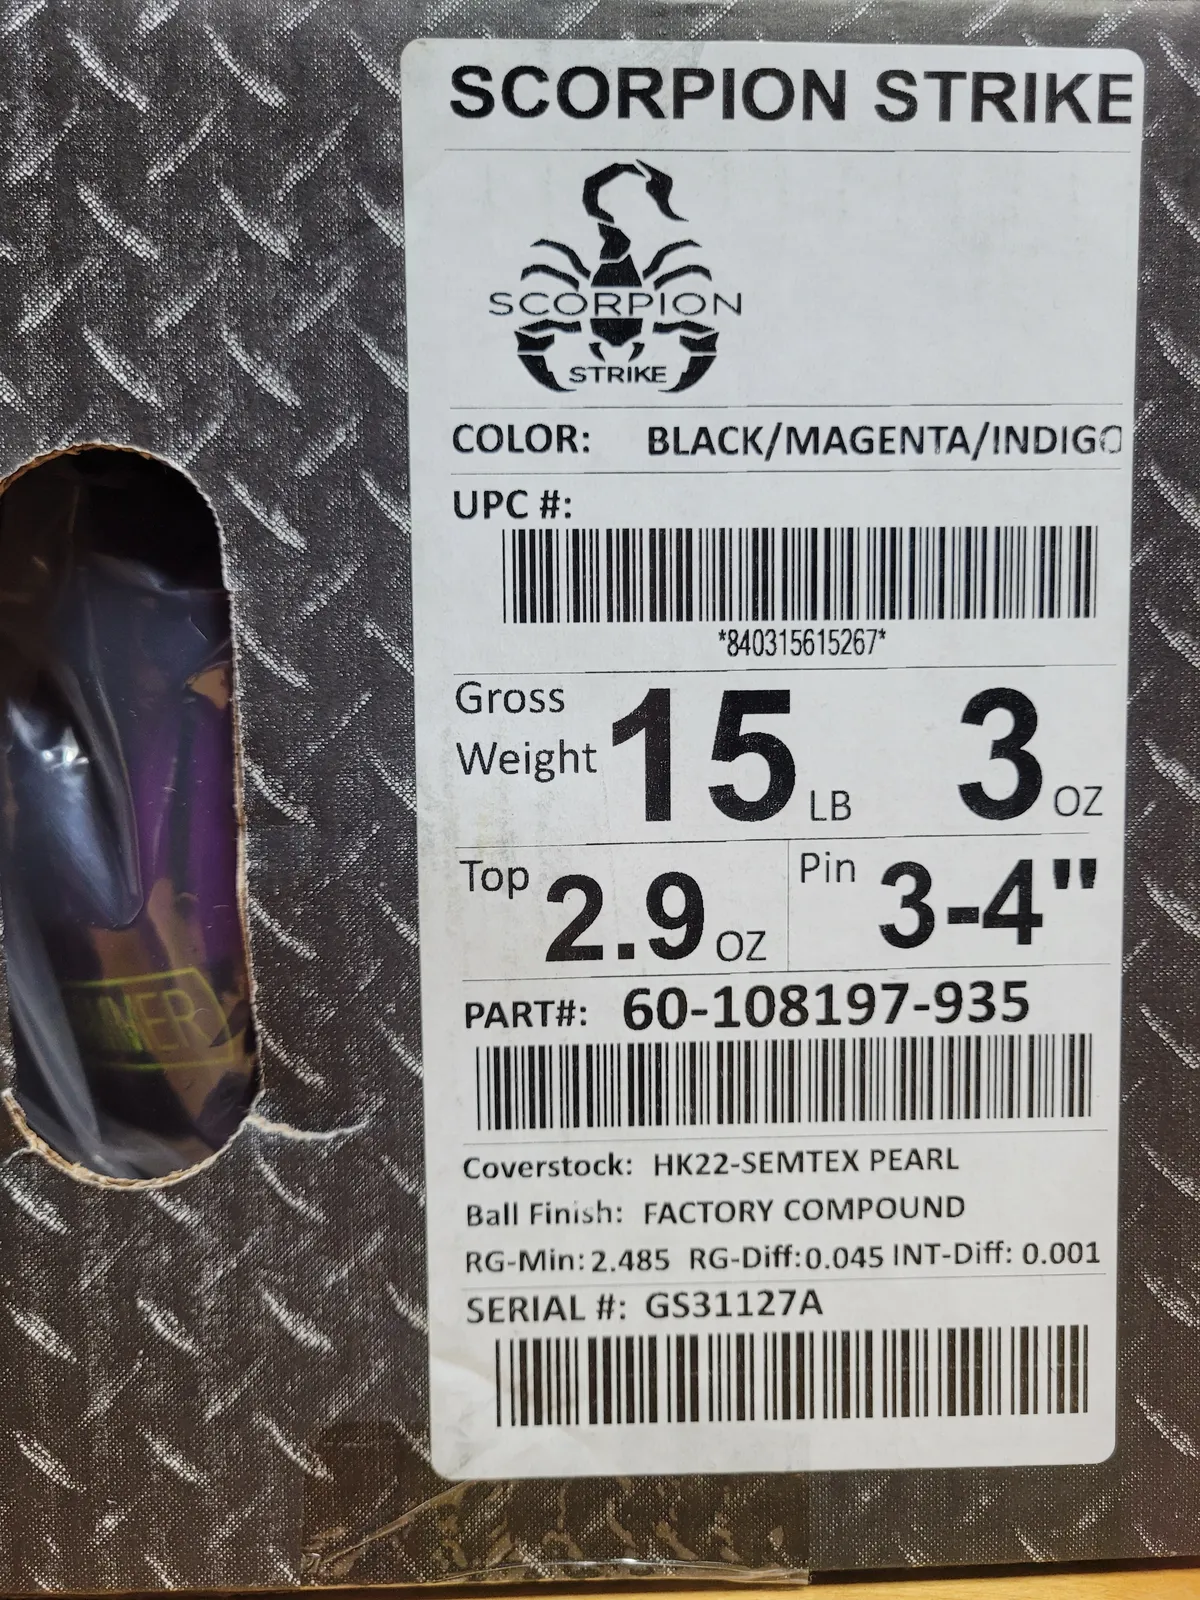 SCORPION STRIKE
SCORPION
STRIKE
COLOR: BLACK/MAGENTA/INDIGO
UPC #:
*840315615267*
Gross
Weight 15 LB 3 OZ
Top 2.9 OZ Pin 3-4"
PART#: 60-108197-935
Coverstock: HK22-SEMTEX PEARL
Ball Finish: FACTORY COMPOUND
RG-Min: 2.485 RG-Diff: 0.045 INT-Diff: 0.001
SERIAL #: GS31127A